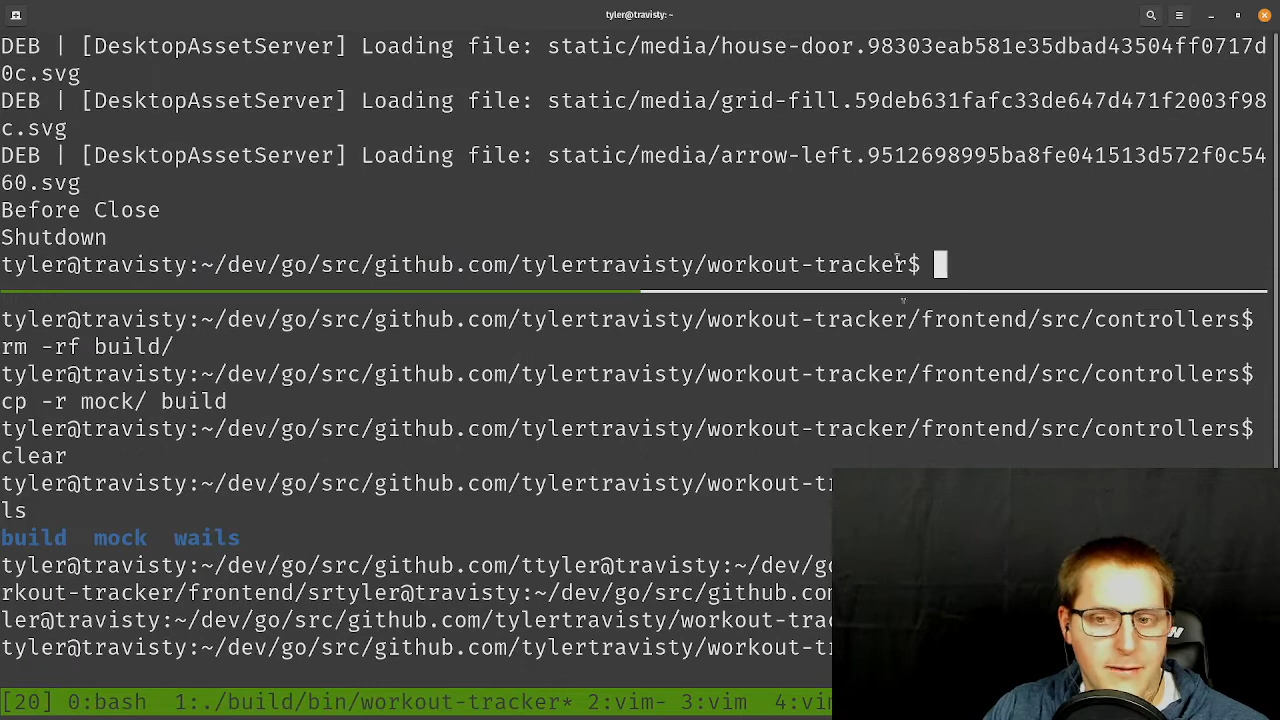 tyler@travisty: ~
DEB | [DesktopAssetServer] Loading file: static/media/house-door.98303eab581e35dbad43504ff0717d
0c.svg
DEB | [DesktopAssetServer] Loading file: static/media/grid-fill.59deb631fafc33de647d471f2003f98
c.svg
DEB | [DesktopAssetServer] Loading file: static/media/arrow-left.9512698995ba8fe041513d572f0c54
60.svg
Before Close
Shutdown
tyler@travisty:~/dev/go/src/github.com/tylertravisty/workout-tracker$
tyler@travisty:~/dev/go/src/github.com/tylertravisty/workout-tracker/frontend/src/controllers$
rm -rf build/
tyler@travisty:~/dev/go/src/github.com/tylertravisty/workout-tracker/frontend/src/controllers$
cp -r mock/ build
tyler@travisty:~/dev/go/src/github.com/tylertravisty/workout-tracker/frontend/src/controllers$
clear
tyler@travisty:~/dev/go/src/github.com/tylertravisty/workout-t
ls
build  mock  wails
tyler@travisty:~/dev/go/src/github.com/ttyler@travisty:~/dev/go
rkout-tracker/frontend/srtyler@travisty:~/dev/go/src/github.com
ler@travisty:~/dev/go/src/github.com/tylertravisty/workout-trac
tyler@travisty:~/dev/go/src/github.com/tylertravisty/workout-t
[20] 0:bash  1:./build/bin/workout-tracker* 2:vim- 3:vim  4:vim